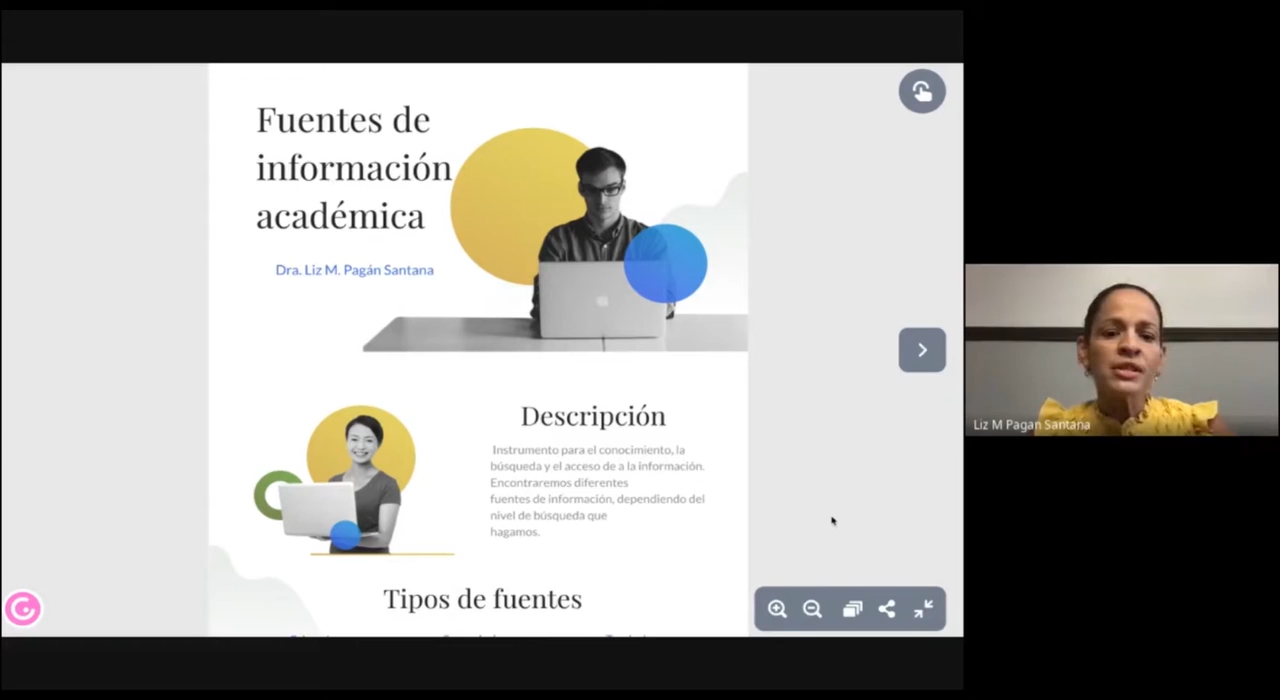 Fuentes de
información
académica
Dra. Liz M. Pagán Santana
Descripción
Instrumento para el conocimiento, la
búsqueda y el acceso de a la información.
Encontraremos diferentes
fuentes de información, dependiendo del
nivel de búsqueda que
hagamos.
Tipos de fuentes
Liz M Pagan Santana